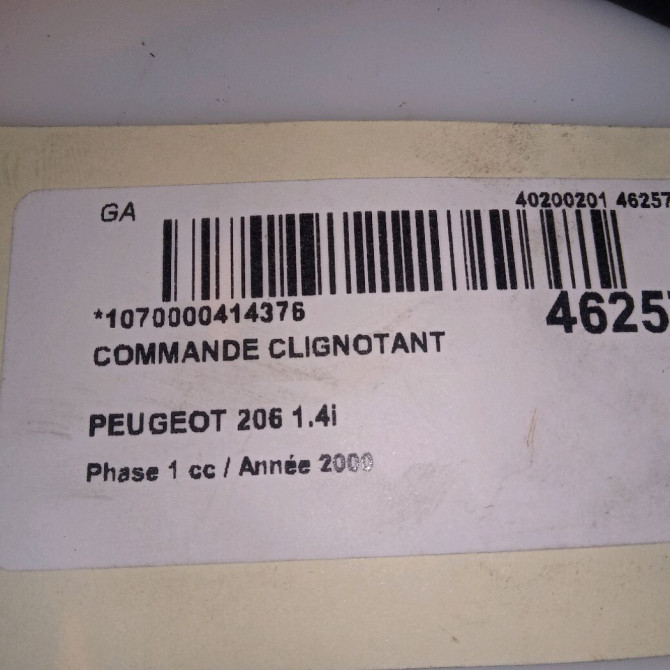 GA
40200201 46257
*1070000414376
4625
COMMANDE CLIGNOTANT
PEUGEOT 206 1.4i
Phase 1 cc / Année 2000